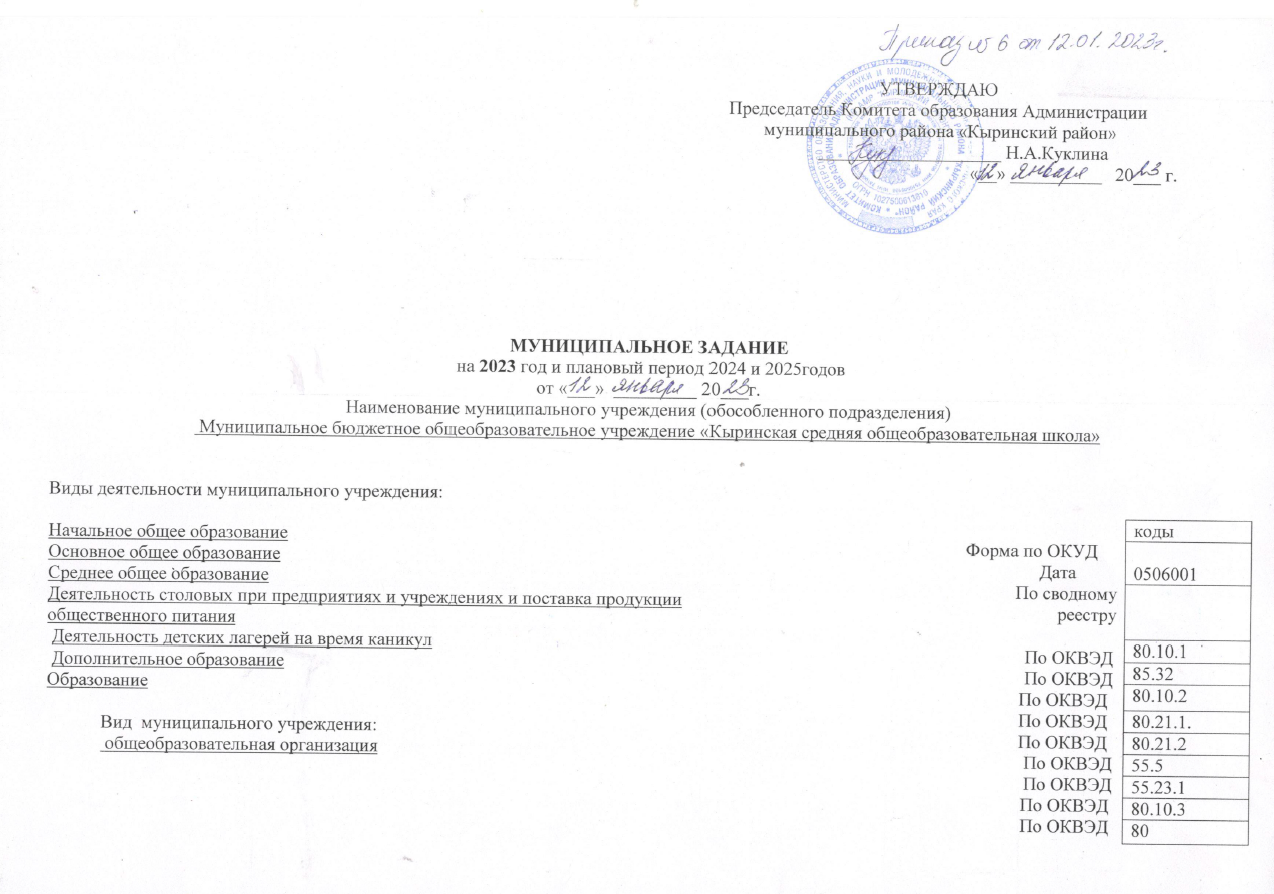 Приказ № 6 от 12.01.2023г.
УТВЕРЖДАЮ
Председатель Комитета образования Администрации
муниципального района «Кыринский район»
Н.А.Куклина
«12» января 2023 г.
МУНИЦИПАЛЬНОЕ ЗАДАНИЕ
на 2023 год и плановый период 2024 и 2025годов
от «12» января 2023г.
Наименование муниципального учреждения (обособленного подразделения)
Муниципальное бюджетное общеобразовательное учреждение «Кыринская средняя общеобразовательная школа»
Виды деятельности муниципального учреждения:
Начальное общее образование
Основное общее образование
Среднее общее образование
Деятельность столовых при предприятиях и учреждениях и поставка продукции
общественного питания
Деятельность детских лагерей на время каникул
Дополнительное образование
Образование
Вид муниципального учреждения:
общеобразовательная организация
коды
Форма по ОКУД
Дата 0506001
По сводному
реестру
По ОКВЭД 80.10.1
По ОКВЭД 85.32
По ОКВЭД 80.10.2
По ОКВЭД 80.21.1.
По ОКВЭД 80.21.2
По ОКВЭД 55.5
По ОКВЭД 55.23.1
По ОКВЭД 80.10.3
По ОКВЭД 80